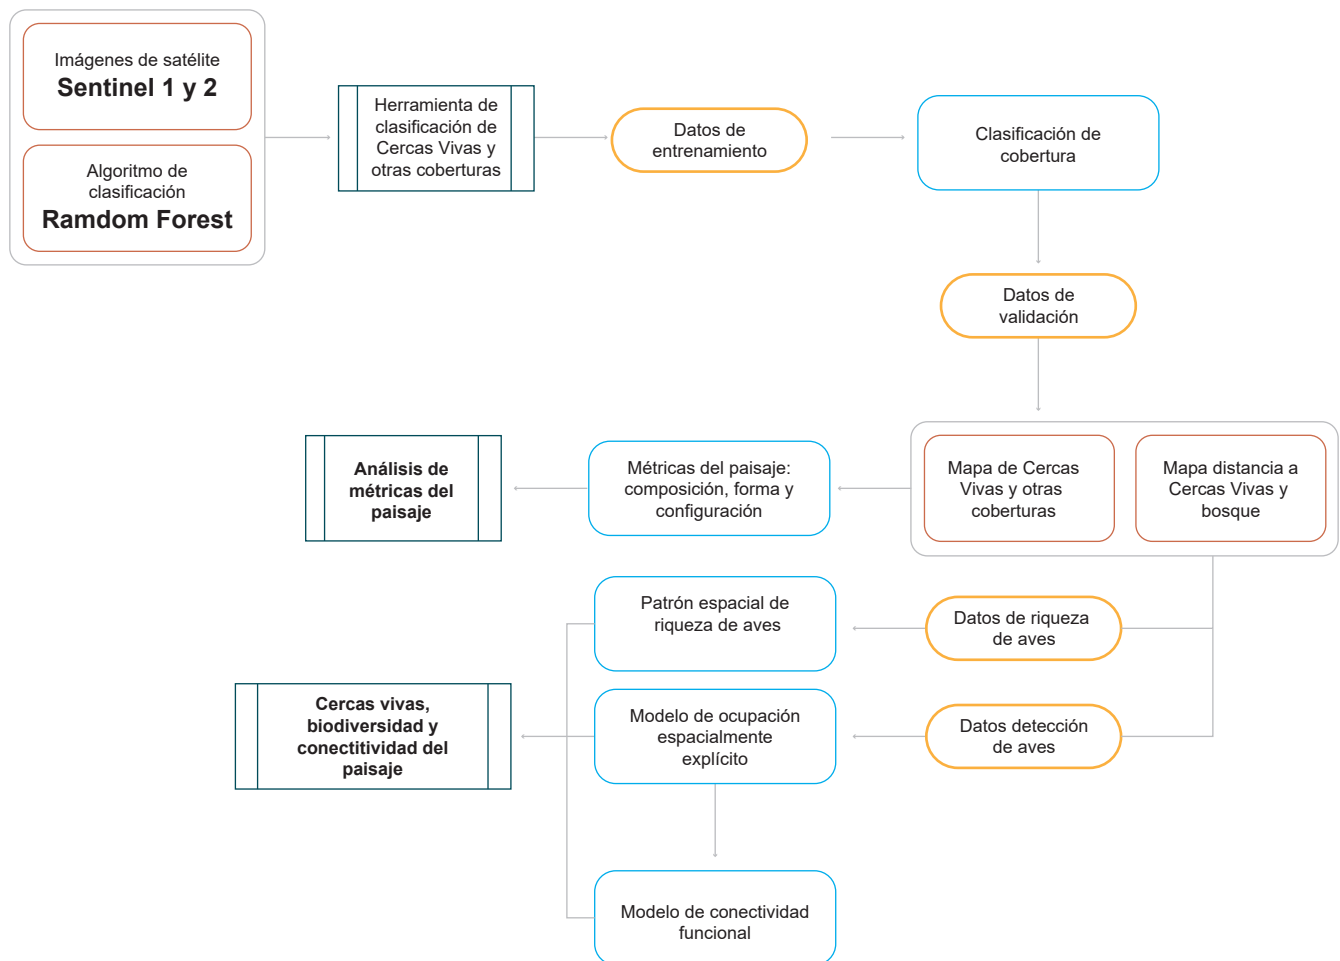 Imágenes de satélite
Sentinel 1 y 2
Algoritmo de
clasificación
Ramdom Forest
Herramienta de
clasificación de
Cercas Vivas y
otras coberturas
Datos de
entrenamiento
Clasificación de
cobertura
Datos de
validación
Mapa de Cercas
Vivas y otras
coberturas
Mapa distancia a
Cercas Vivas y
bosque
Métricas del paisaje:
composición, forma y
configuración
Análisis de
métricas del
paisaje
Datos de riqueza
de aves
Patrón espacial de
riqueza de aves
Datos detección
de aves
Modelo de ocupación
espacialmente
explícito
Cercas vivas,
biodiversidad y
conectitividad del
paisaje
Modelo de conectividad
funcional